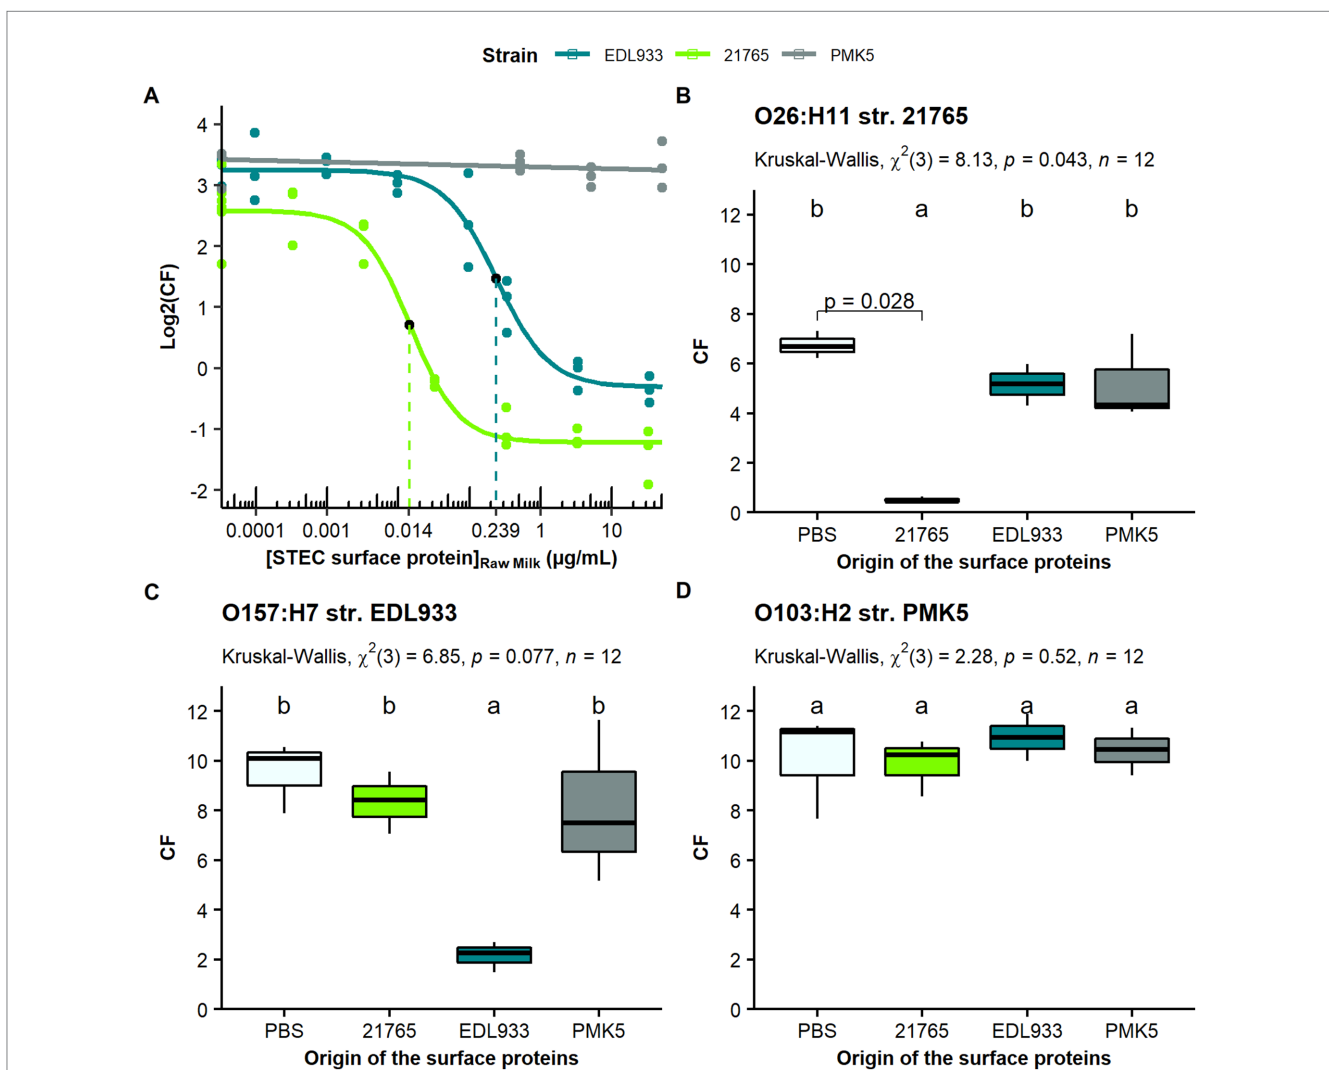 Strain EDL933 21765 PMK5
A
Log2(CF)
4
3
2
1
0
-1
-2
0.0001 0.001 0.014 0.239 1 10
[STEC surface protein]Raw Milk (µg/mL)
B
O26:H11 str. 21765
Kruskal-Wallis, χ2(3) = 8.13, p = 0.043, n = 12
b a b b
p = 0.028
CF
12
10
8
6
4
2
0
PBS 21765 EDL933 PMK5
Origin of the surface proteins
C
O157:H7 str. EDL933
Kruskal-Wallis, χ2(3) = 6.85, p = 0.077, n = 12
b b a b
CF
12
10
8
6
4
2
0
PBS 21765 EDL933 PMK5
Origin of the surface proteins
D
O103:H2 str. PMK5
Kruskal-Wallis, χ2(3) = 2.28, p = 0.52, n = 12
a a a a
CF
12
10
8
6
4
2
0
PBS 21765 EDL933 PMK5
Origin of the surface proteins